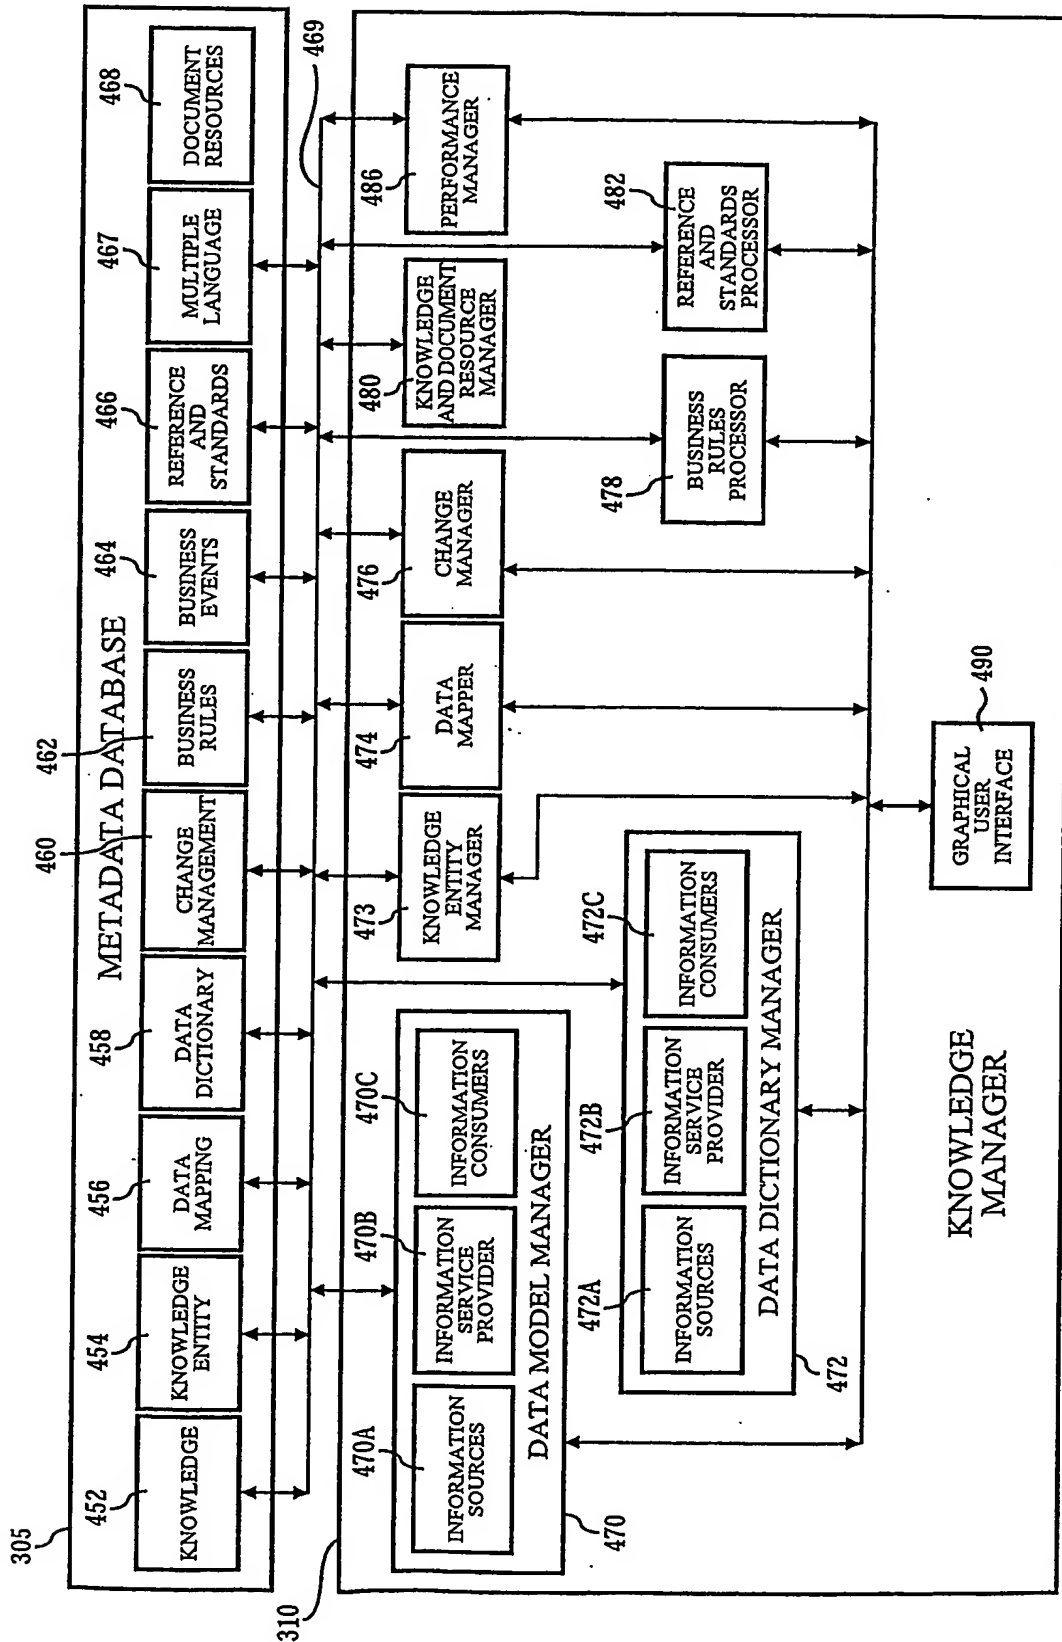 305
METADATA DATABASE
452
KNOWLEDGE
454
KNOWLEDGE
ENTITY
456
DATA
MAPPING
458
DATA
DICTIONARY
460
CHANGE
MANAGEMENT
462
BUSINESS
RULES
464
BUSINESS
EVENTS
466
REFERENCE
AND
STANDARDS
467
MULTIPLE
LANGUAGE
468
DOCUMENT
RESOURCES
469
310
470A
INFORMATION
SOURCES
470B
INFORMATION
SERVICE
PROVIDER
470C
INFORMATION
CONSUMERS
DATA MODEL MANAGER
470
473
KNOWLEDGE
ENTITY
MANAGER
474
DATA
MAPPER
476
CHANGE
MANAGER
480
KNOWLEDGE
AND DOCUMENT
RESOURCE
MANAGER
486
PERFORMANCE
MANAGER
472A
INFORMATION
SOURCES
472B
INFORMATION
SERVICE
PROVIDER
472C
INFORMATION
CONSUMERS
DATA DICTIONARY MANAGER
472
478
BUSINESS
RULES
PROCESSOR
482
REFERENCE
AND
STANDARDS
PROCESSOR
490
GRAPHICAL
USER
INTERFACE
KNOWLEDGE
MANAGER